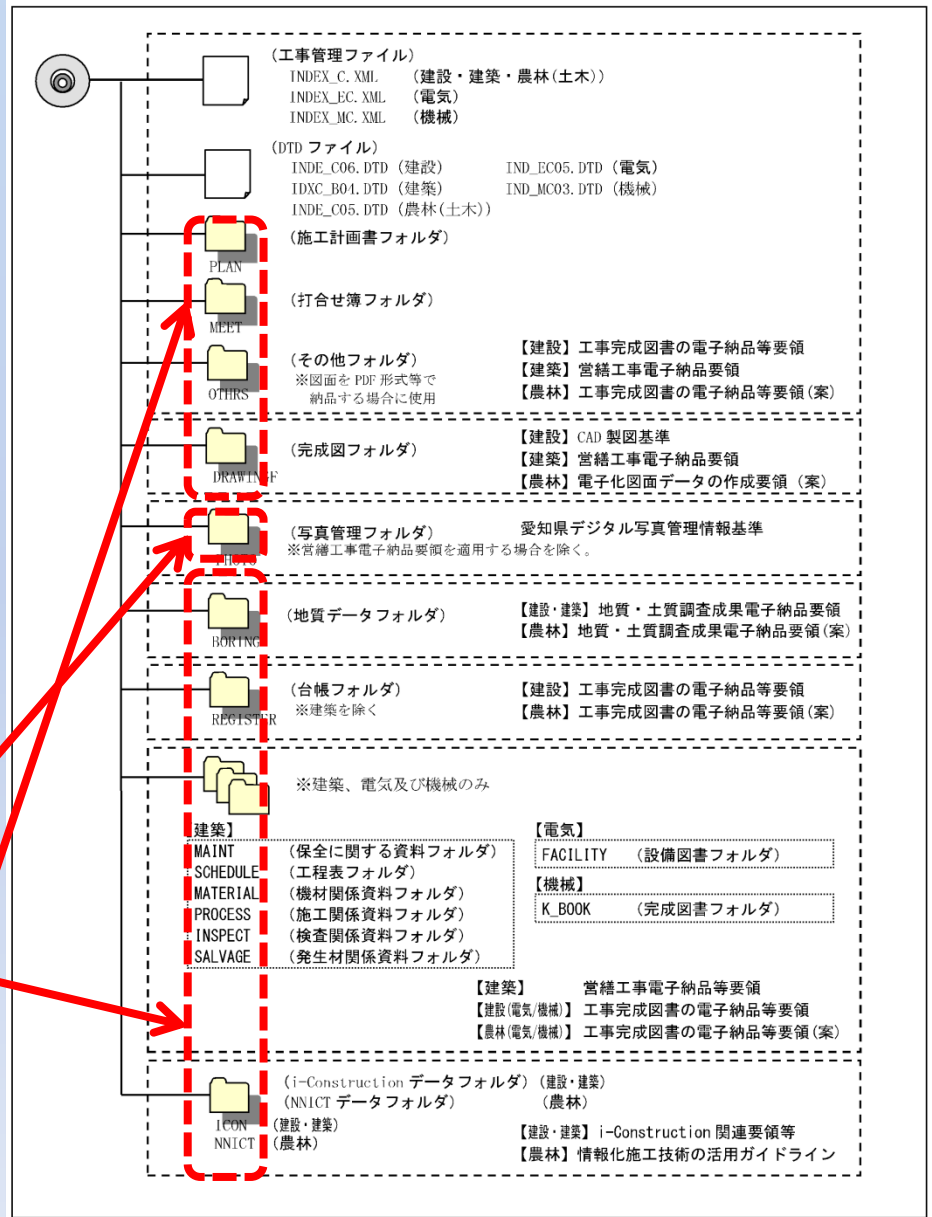 (工事管理ファイル)
INDEX_C.XML (建設・建築・農林(土木))
INDEX_EC.XML (電気)
INDEX_MC.XML (機械)
(DTD ファイル)
INDE_C06.DTD (建設) IND_EC05.DTD (電気)
IDXC_B04.DTD (建築) IND_MC03.DTD (機械)
INDE_C05.DTD (農林(土木))
(施工計画書フォルダ)
PLAN
(打合せ簿フォルダ)
MEET
(その他フォルダ)
※図面を PDF 形式等で
納品する場合に使用
OTHRS
【建設】工事完成図書の電子納品等要領
【建築】営繕工事電子納品要領
【農林】工事完成図書の電子納品等要領(案)
(完成図フォルダ)
DRAWINGF
【建設】CAD 製図基準
【建築】営繕工事電子納品要領
【農林】電子化図面データの作成要領 (案)
(写真管理フォルダ) 愛知県デジタル写真管理情報基準
※営繕工事電子納品要領を適用する場合を除く。
PHOTO
(地質データフォルダ)
BORING
【建設・建築】地質・土質調査成果電子納品要領
【農林】地質・土質調査成果電子納品要領(案)
(台帳フォルダ)
※建築を除く
REGISTER
【建設】工事完成図書の電子納品等要領
【農林】工事完成図書の電子納品等要領(案)
※建築、電気及び機械のみ
【建築】
MAINT (保全に関する資料フォルダ)
SCHEDULE (工程表フォルダ)
MATERIAL (機材関係資料フォルダ)
PROCESS (施工関係資料フォルダ)
INSPECT (検査関係資料フォルダ)
SALVAGE (発生材関係資料フォルダ)
【電気】
FACILITY (設備図書フォルダ)
【機械】
K_BOOK (完成図書フォルダ)
【建築】 営繕工事電子納品等要領
【建設(電気/機械)】工事完成図書の電子納品等要領
【農林(電気/機械)】工事完成図書の電子納品等要領(案)
(i-Construction データフォルダ) (建設・建築)
(NNICT データフォルダ) (農林)
ICON (建設・建築)
NNICT (農林)
【建設・建築】i-Construction 関連要領等
【農林】情報化施工技術の活用ガイドライン